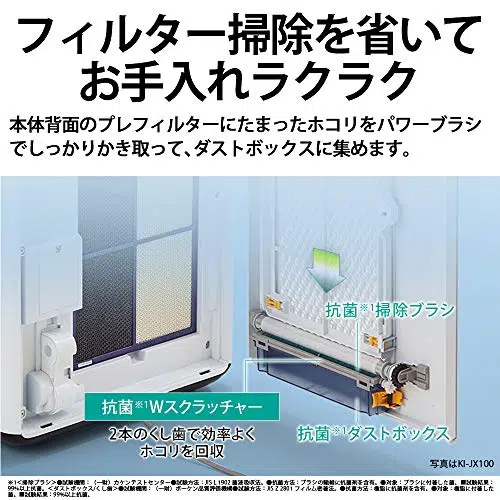 フィルター掃除を省いて
お手入れラクラク
本体背面のプレフィルターにたまったホコリをパワーブラシ
でしっかりかき取って、ダストボックスに集めます。
抗菌※1掃除ブラシ
抗菌※1Wスクラッチャー
2本のくし歯で効率よく
ホコリを回収
抗菌※1ダストボックス
写真はKI-JX100